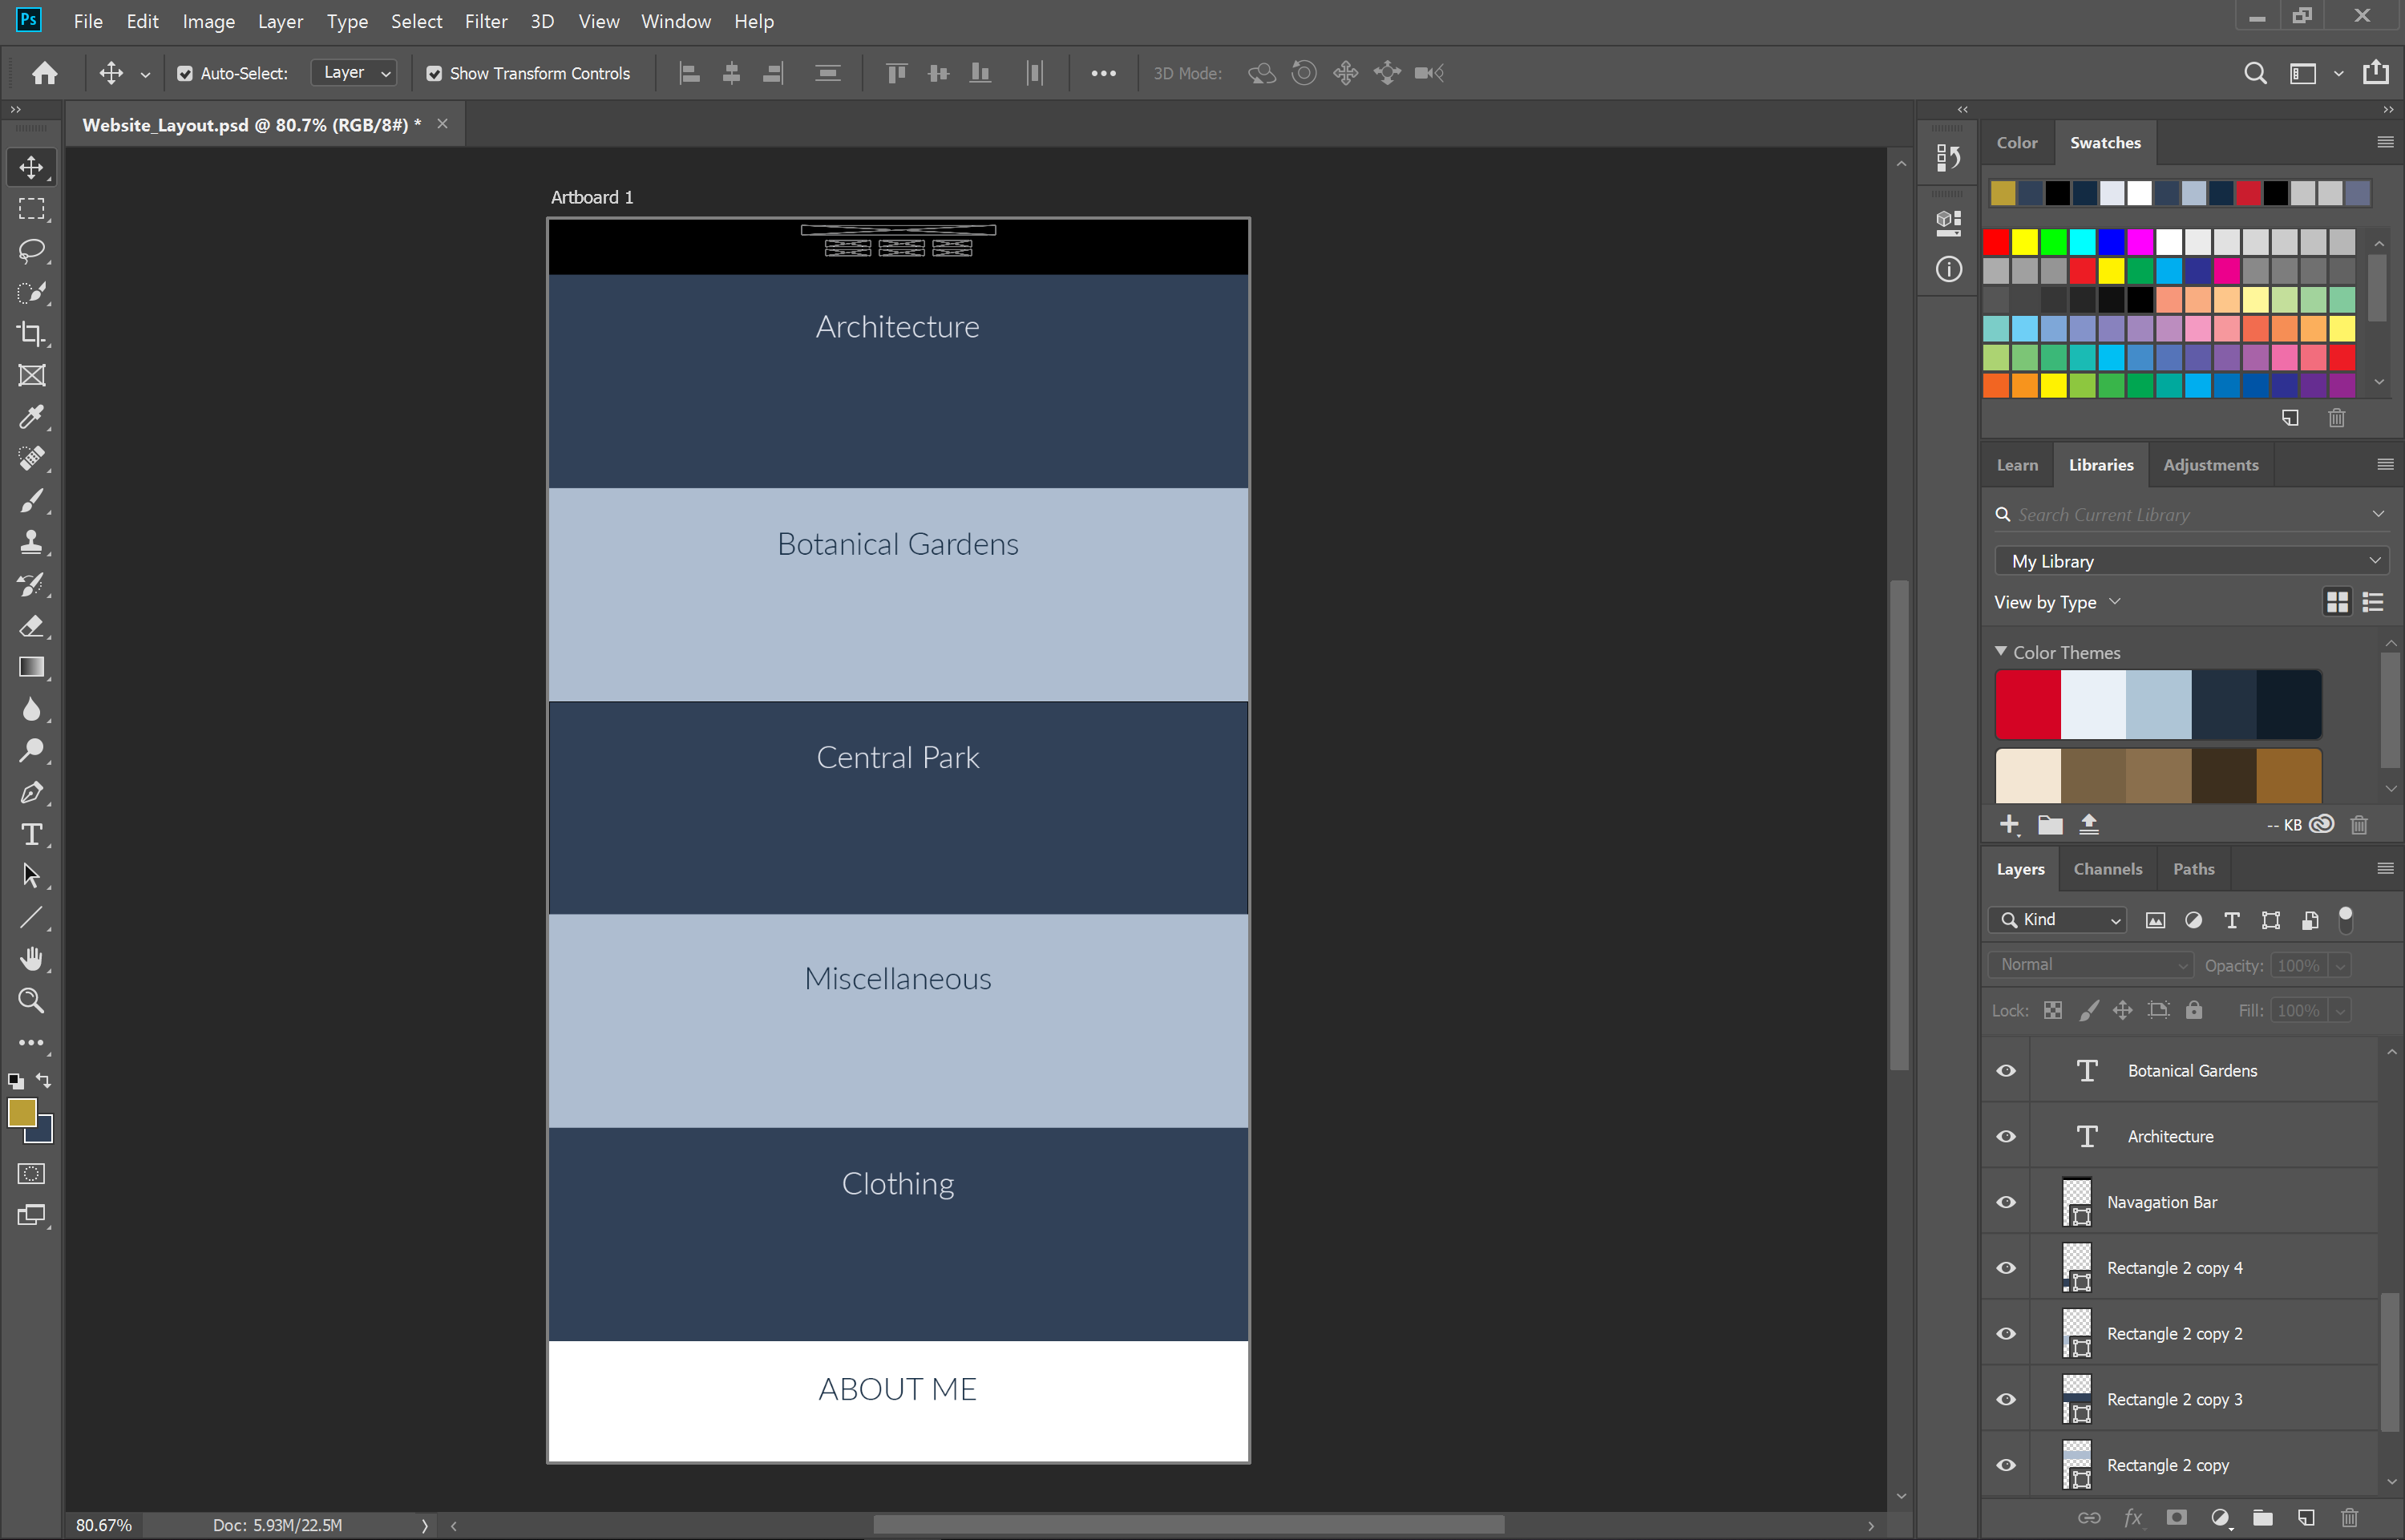 Ps File Edit Image Layer Type Select Filter 3D View Window Help
Auto-Select: Layer Show Transform Controls 3D Mode:
Website_Layout.psd @ 80.7% (RGB/8#) *
Artboard 1
Architecture
Botanical Gardens
Central Park
Miscellaneous
Clothing
ABOUT ME
80.67% Doc: 5.93M/22.5M
Color Swatches
Learn Libraries Adjustments
Search Current Library
My Library
View by Type
Color Themes
-- KB
Layers Channels Paths
Kind
Normal Opacity: 100%
Lock: Fill: 100%
Botanical Gardens
Architecture
Navagation Bar
Rectangle 2 copy 4
Rectangle 2 copy 2
Rectangle 2 copy 3
Rectangle 2 copy
fx